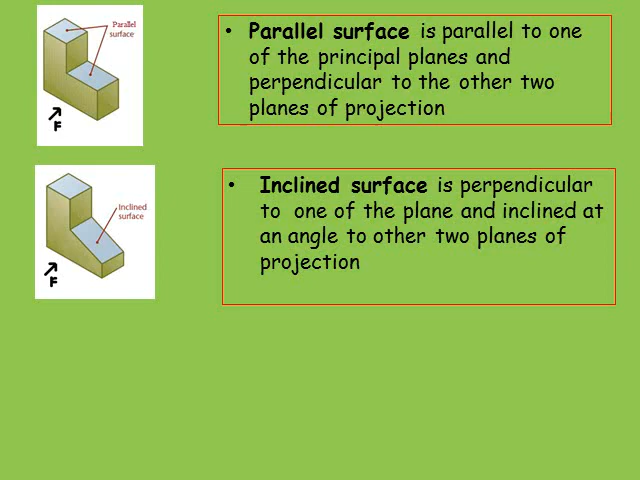 Parallel
surface
F
• Parallel surface is parallel to one
of the principal planes and
perpendicular to the other two
planes of projection
Inclined
surface
F
• Inclined surface is perpendicular
to one of the plane and inclined at
an angle to other two planes of
projection